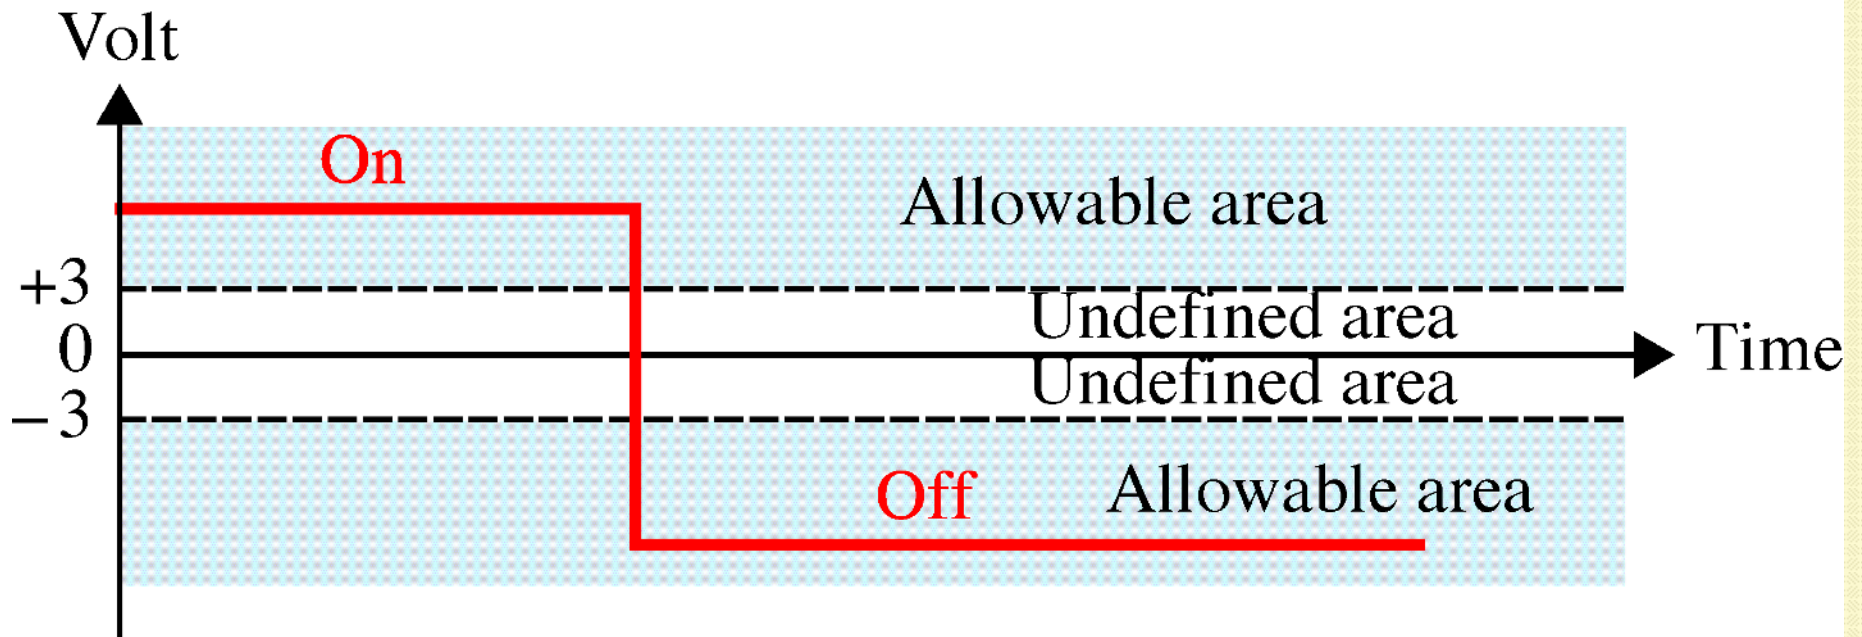 Volt
On
Allowable area
+3
Undefined area
0
Time
Undefined area
−3
Off
Allowable area